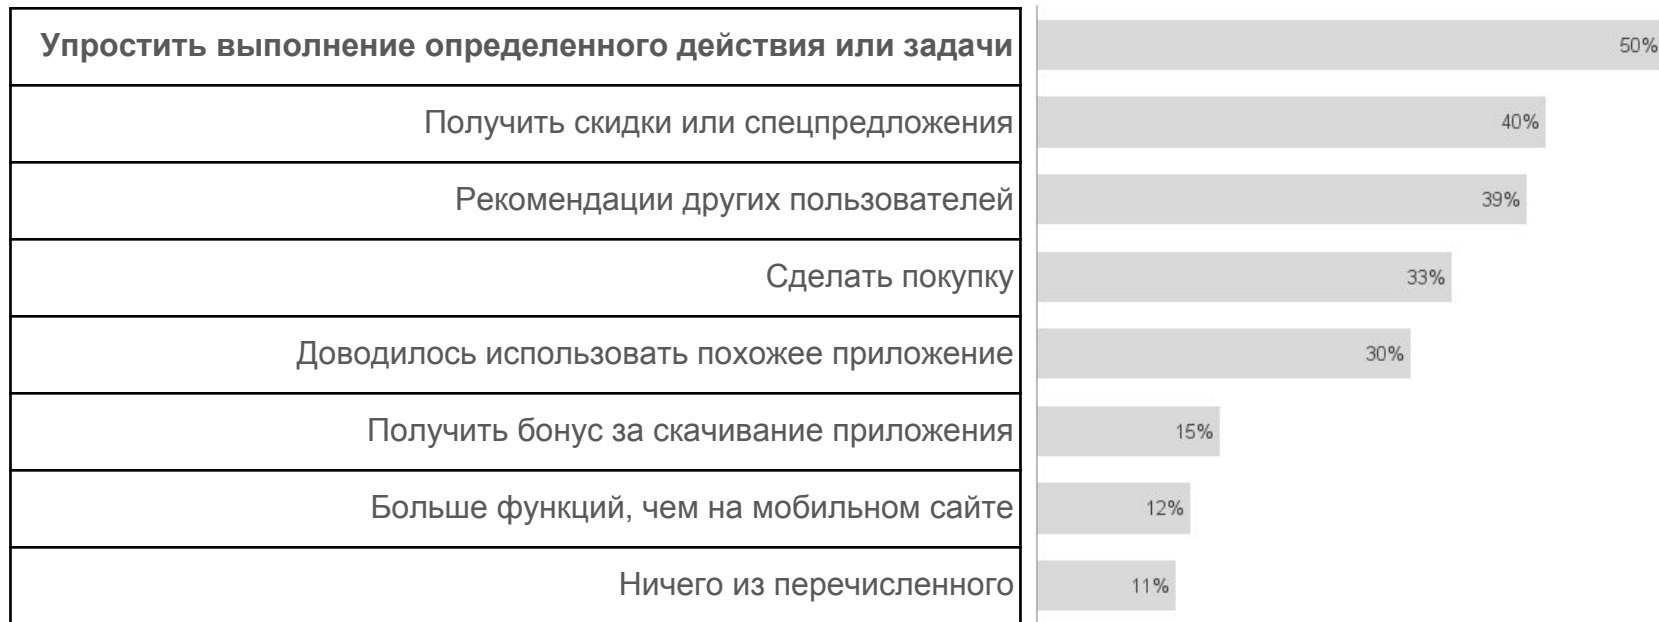 Упростить выполнение определенного действия или задачи 50%
Получить скидки или спецпредложения 40%
Рекомендации других пользователей 39%
Сделать покупку 33%
Доводилось использовать похожее приложение 30%
Получить бонус за скачивание приложения 15%
Больше функций, чем на мобильном сайте 12%
Ничего из перечисленного 11%